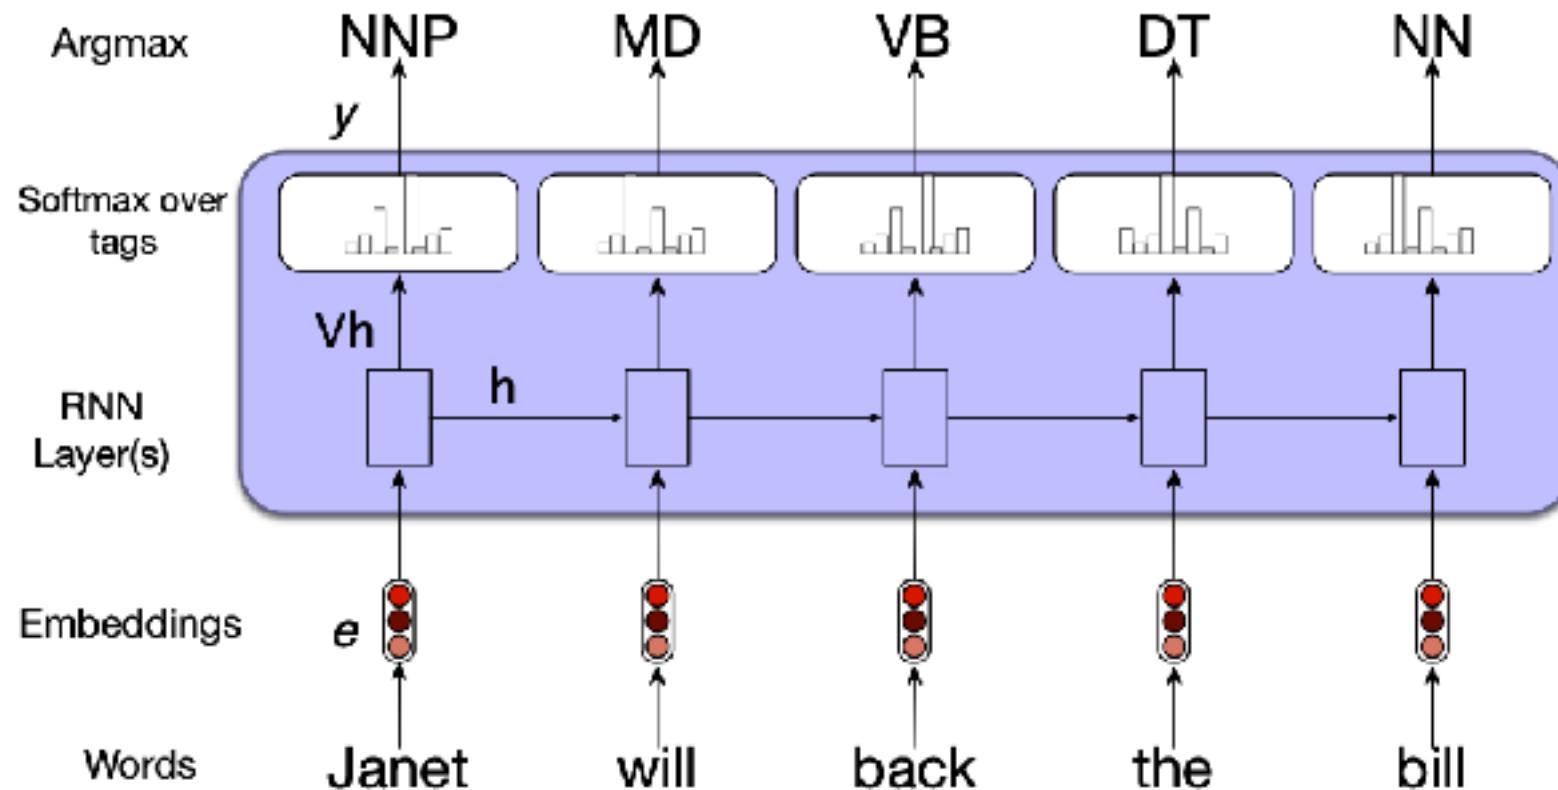 Argmax NNP MD VB DT NN
y
Softmax over
tags
Vh
h
RNN
Layer(s)
Embeddings e
Words Janet will back the bill